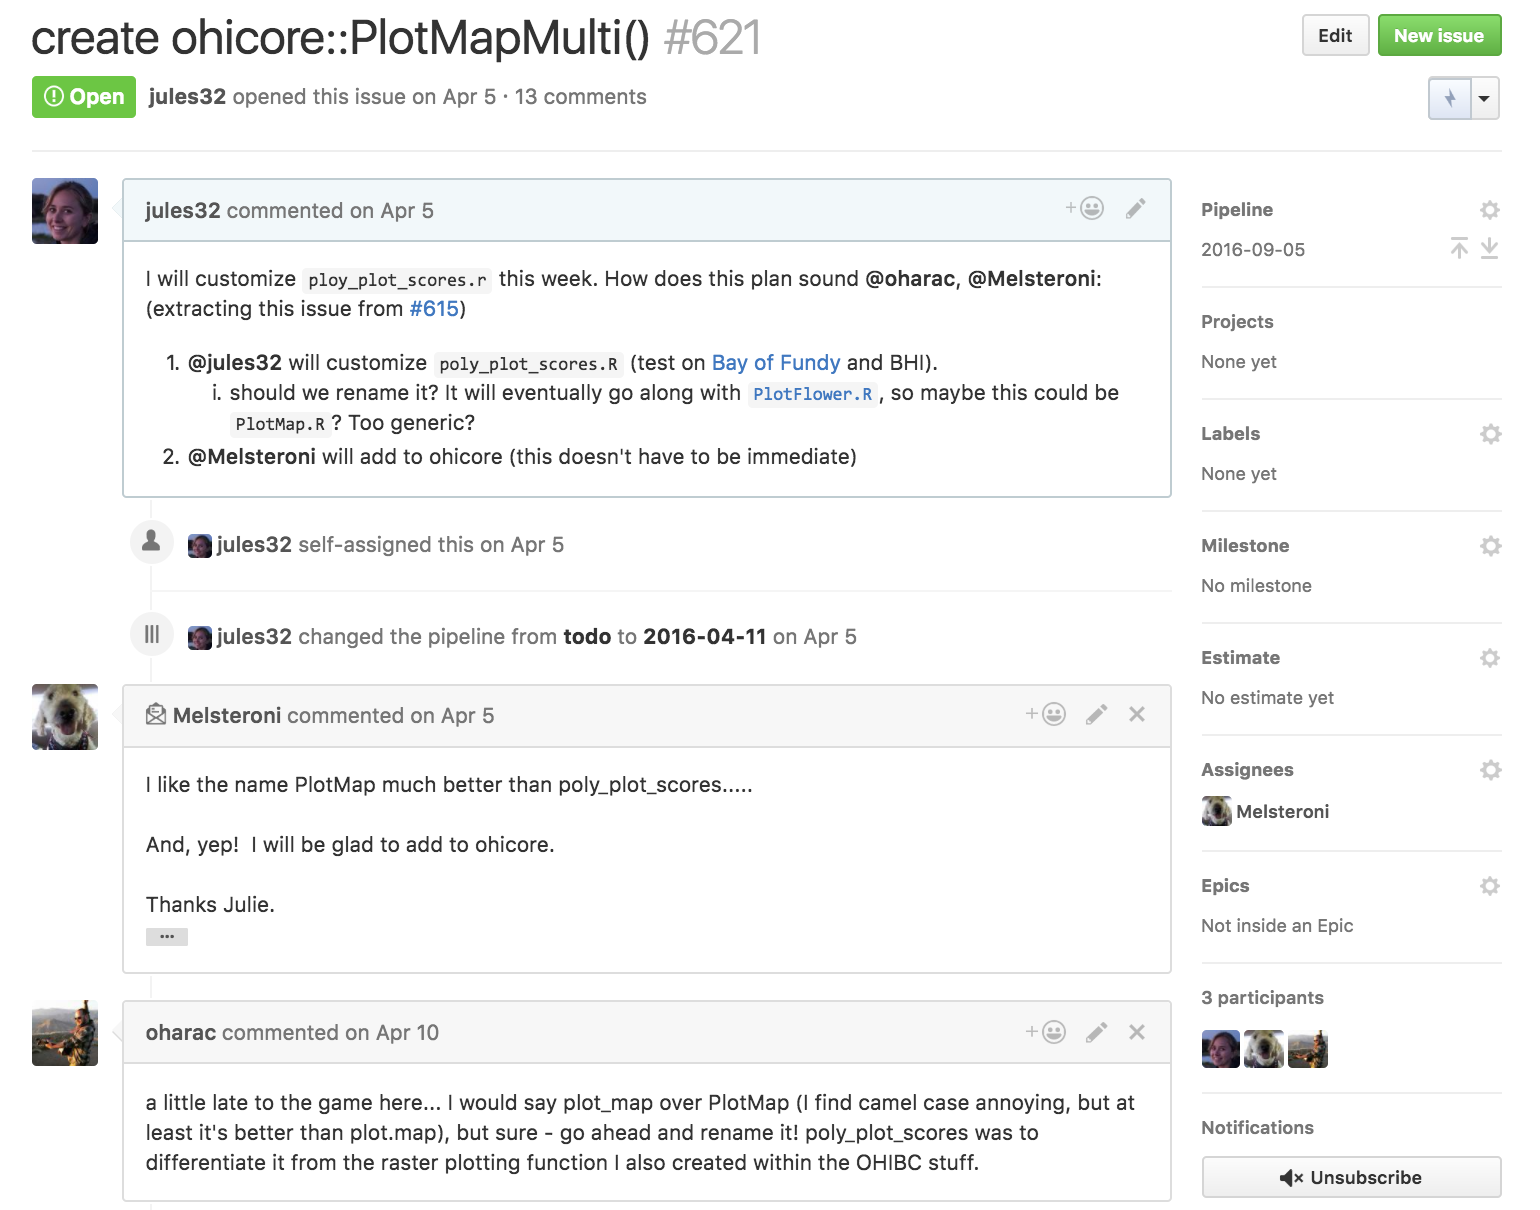 create ohicore::PlotMapMulti() #621
Edit
New issue
Open
jules32 opened this issue on Apr 5 · 13 comments
jules32 commented on Apr 5
I will customize ploy_plot_scores.r this week. How does this plan sound @oharac, @Melsteroni:
(extracting this issue from #615)
1. @jules32 will customize poly_plot_scores.R (test on Bay of Fundy and BHI).
i. should we rename it? It will eventually go along with PlotFlower.R, so maybe this could be
PlotMap.R? Too generic?
2. @Melsteroni will add to ohicore (this doesn't have to be immediate)
jules32 self-assigned this on Apr 5
jules32 changed the pipeline from todo to 2016-04-11 on Apr 5
Melsteroni commented on Apr 5
I like the name PlotMap much better than poly_plot_scores.....
And, yep!  I will be glad to add to ohicore.
Thanks Julie.
...
oharac commented on Apr 10
a little late to the game here... I would say plot_map over PlotMap (I find camel case annoying, but at
least it's better than plot.map), but sure - go ahead and rename it! poly_plot_scores was to
differentiate it from the raster plotting function I also created within the OHIBC stuff.
Pipeline
2016-09-05
Projects
None yet
Labels
None yet
Milestone
No milestone
Estimate
No estimate yet
Assignees
Melsteroni
Epics
Not inside an Epic
3 participants
Notifications
Unsubscribe